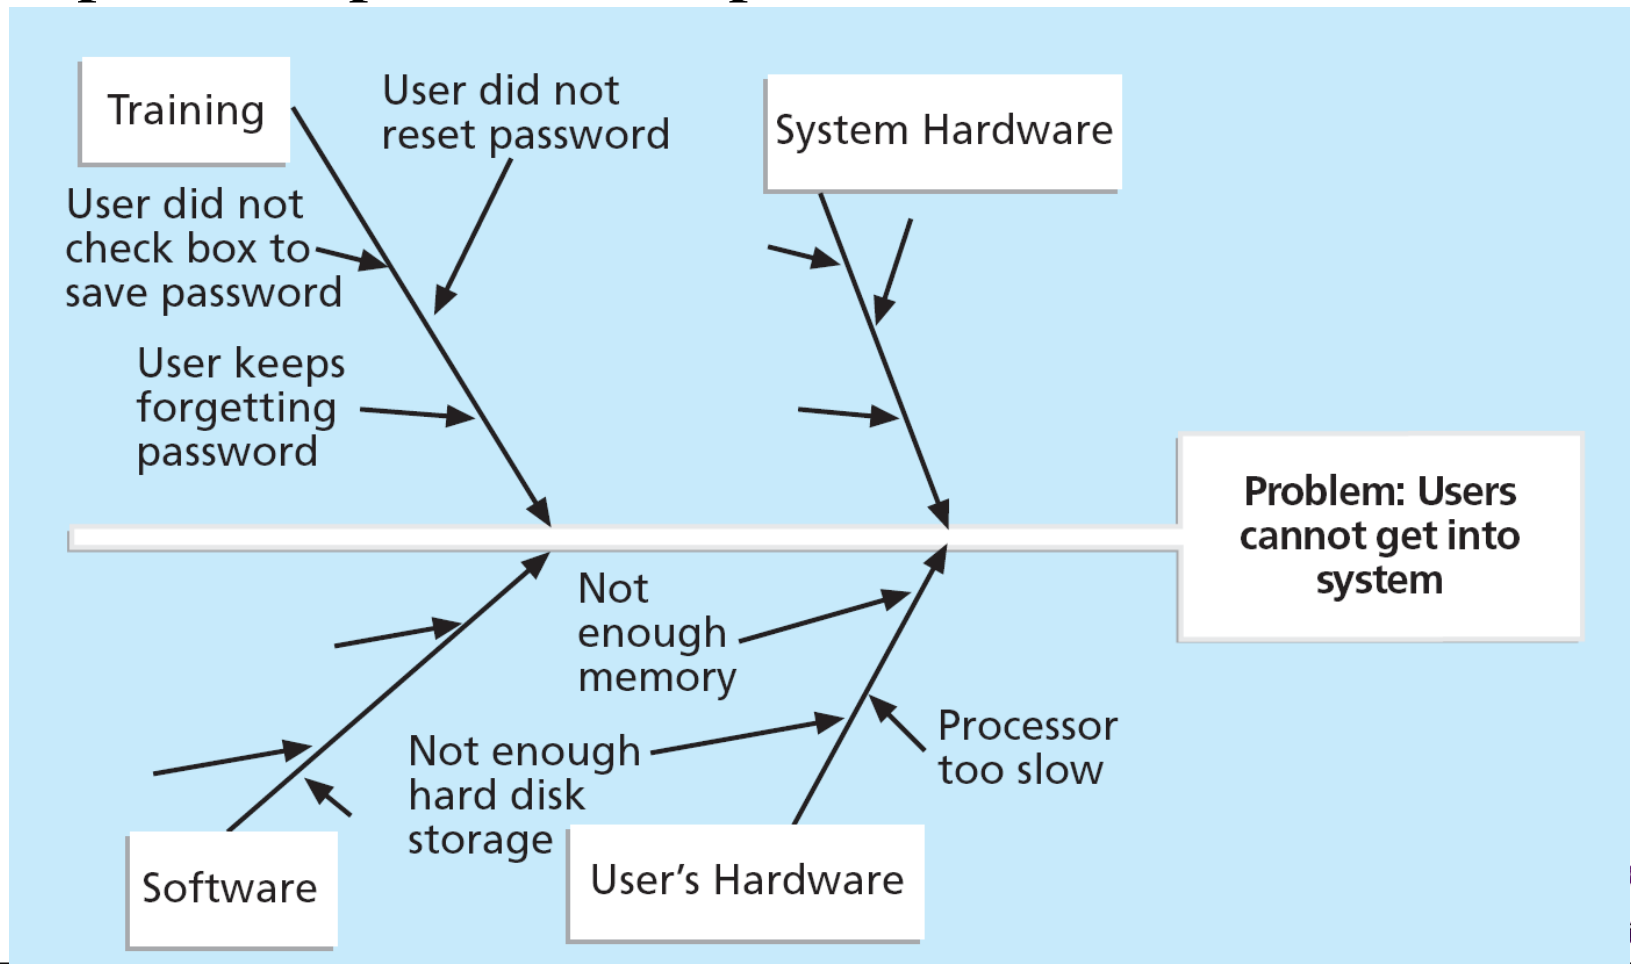 Training
User did not
reset password
System Hardware
User did not
check box to
save password
User keeps
forgetting
password
Problem: Users
cannot get into
system
Not
enough
memory
Not enough
hard disk
storage
Processor
too slow
Software
User’s Hardware